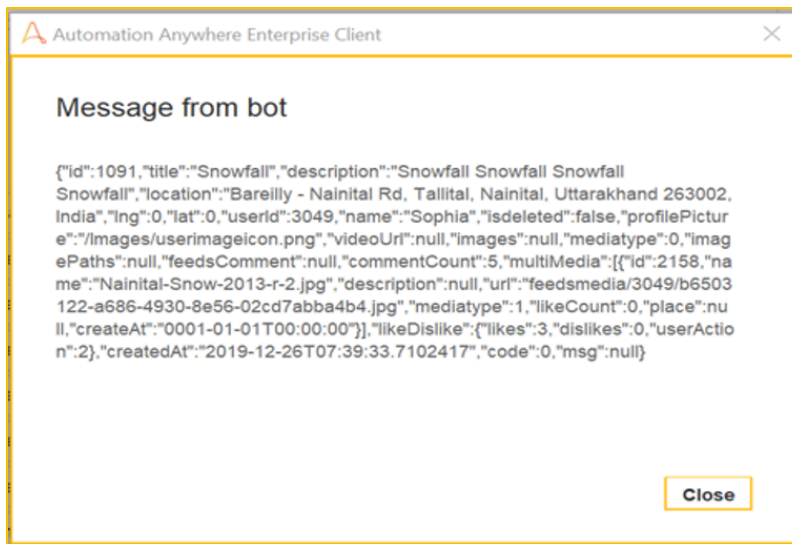 Automation Anywhere Enterprise Client
Message from bot
{"id":1091,"title":"Snowfall","description":"Snowfall Snowfall Snowfall
Snowfall","location":"Bareilly - Nainital Rd, Tallital, Nainital, Uttarakhand 263002,
India","lng":0,"lat":0,"userId":3049,"name":"Sophia","isdeleted":false,"profilePictur
e":"/Images/userimageicon.png","videoUrl":null,"images":null,"mediatype":0,"imag
ePaths":null,"feedsComment":null,"commentCount":5,"multiMedia":[{"id":2158,"na
me":"Nainital-Snow-2013-r-2.jpg","description":null,"url":"feedsmedia/3049/b6503
122-a686-4930-8e56-02cd7abba4b4.jpg","mediatype":1,"likeCount":0,"place":nu
ll,"createAt":"0001-01-01T00:00:00"}],"likeDislike":{"likes":3,"dislikes":0,"userActio
n":2},"createdAt":"2019-12-26T07:39:33.7102417","code":0,"msg":null}
Close